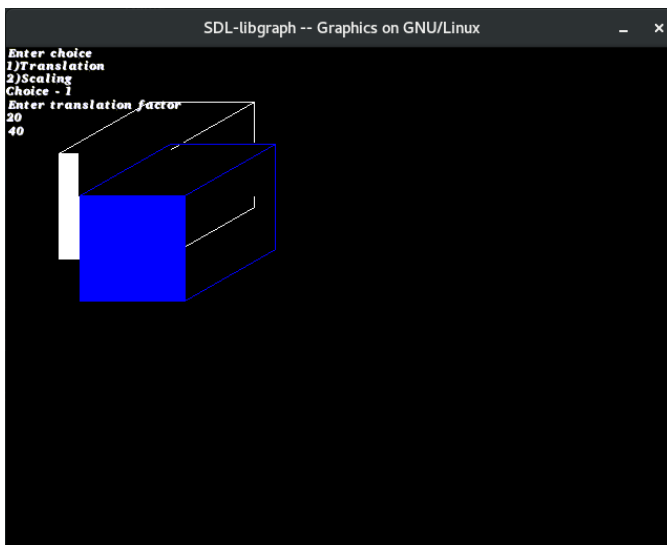 SDL-libgraph -- Graphics on GNU/Linux
Enter choice
1)Translation
2)Scaling
Choice - 1
Enter translation factor
20
40